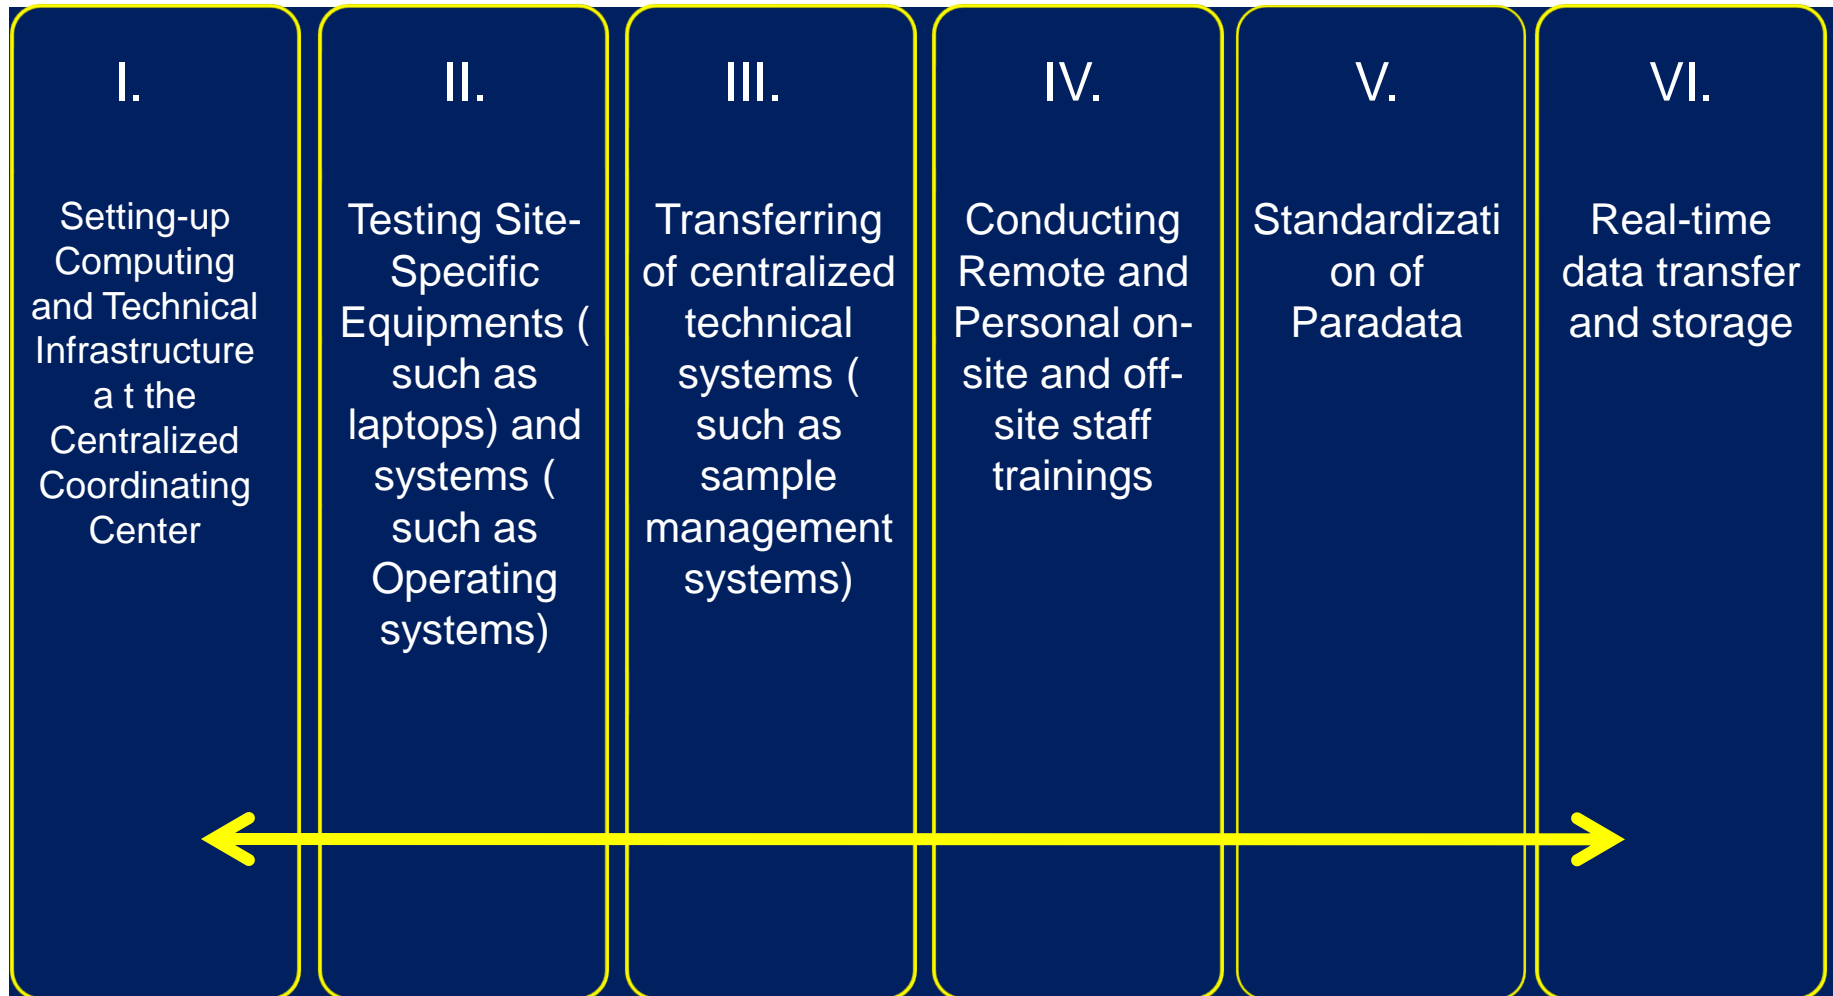 I.
Setting-up
Computing
and Technical
Infrastructure
a t the
Centralized
Coordinating
Center
II.
Testing Site-
Specific
Equipments (
such as
laptops) and
systems (
such as
Operating
systems)
III.
Transferring
of centralized
technical
systems (
such as
sample
management
systems)
IV.
Conducting
Remote and
Personal on-
site and off-
site staff
trainings
V.
Standardizati
on of
Paradata
VI.
Real-time
data transfer
and storage